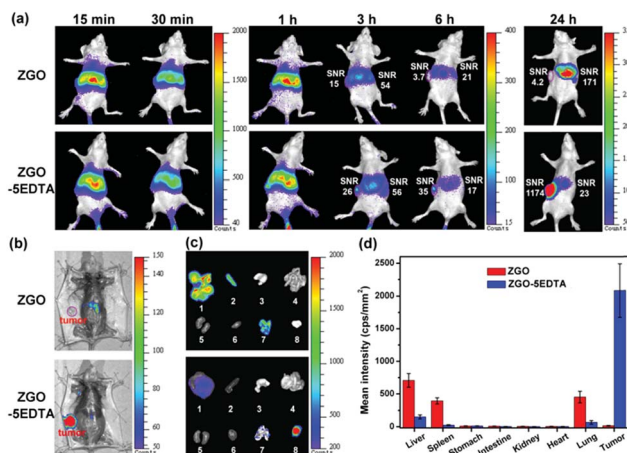 (a) 15 min 30 min 1 h 3 h 6 h 24 h
ZGO
SNR 15 54
SNR 3.7 21
SNR 4.2 SNR 171
2000
1500
1000
500
40
Counts
400
300
200
100
15
Counts
ZGO
-5EDTA
SNR 26 56
SNR 35 17
SNR 1174 SNR 23
(b) (c) (d)
ZGO
tumor
150
140
130
120
110
100
90
80
70
60
50
Counts
1 2 3 4
5 6 7 8
2000
1500
1000
500
200
Counts
ZGO
-5EDTA
tumor
1 2 3 4
5 6 7 8
ZGO
ZGO-5EDTA
Mean intensity (cps/mm²)
2500
2000
1500
1000
500
0
Liver Spleen Stomach Intestine Kidney Heart Lung Tumor